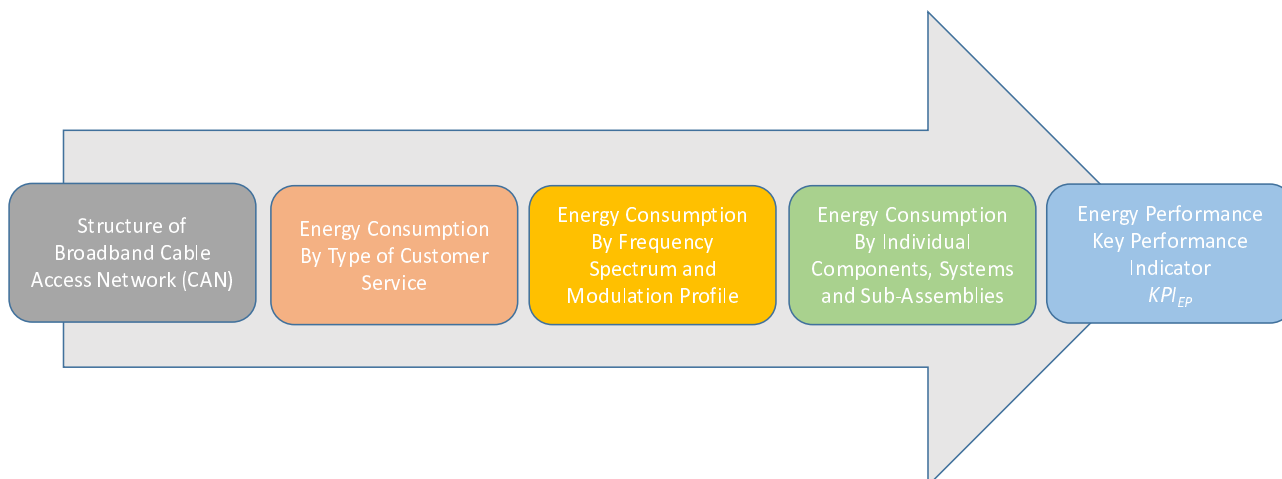 Structure of
Broadband Cable
Access Network (CAN)
Energy Consumption
By Type of Customer
Service
Energy Consumption
By Frequency
Spectrum and
Modulation Profile
Energy Consumption
By Individual
Components, Systems
and Sub-Assemblies
Energy Performance
Key Performance
Indicator
KPI_EP